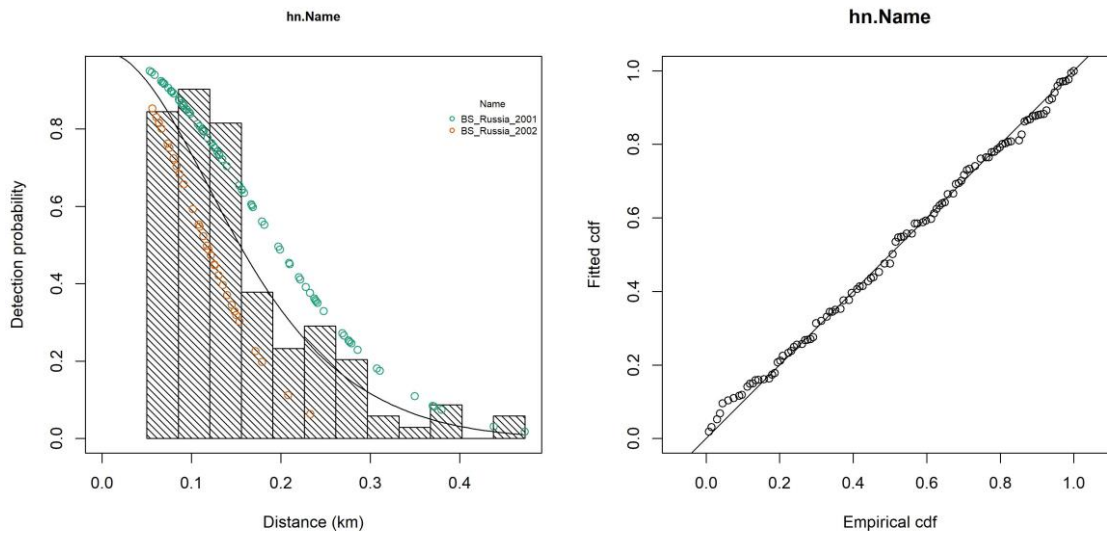 hn.Name
Detection probability
0.0
0.2
0.4
0.6
0.8
Name
BS_Russia_2001
BS_Russia_2002
0.0 0.1 0.2 0.3 0.4
Distance (km)
hn.Name
Fitted cdf
0.0
0.2
0.4
0.6
0.8
1.0
0.0 0.2 0.4 0.6 0.8 1.0
Empirical cdf